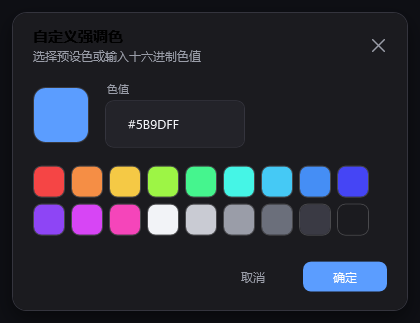 自定义强调色
选择预设色或输入十六进制色值
色值
#5B9DFF
取消
确定